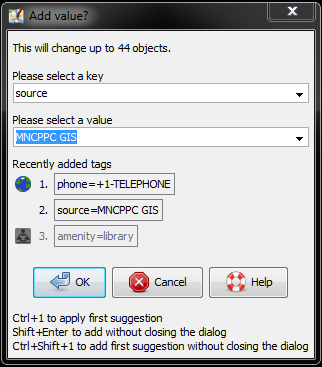 Add value?
This will change up to 44 objects.
Please select a key
source
Please select a value
MNCPPC GIS
Recently added tags
1. phone=+1-TELEPHONE
2. source=MNCPPC GIS
3. amenity=library
OK Cancel Help
Ctrl+1 to apply first suggestion
Shift+Enter to add without closing the dialog
Ctrl+Shift+1 to add first suggestion without closing the dialog